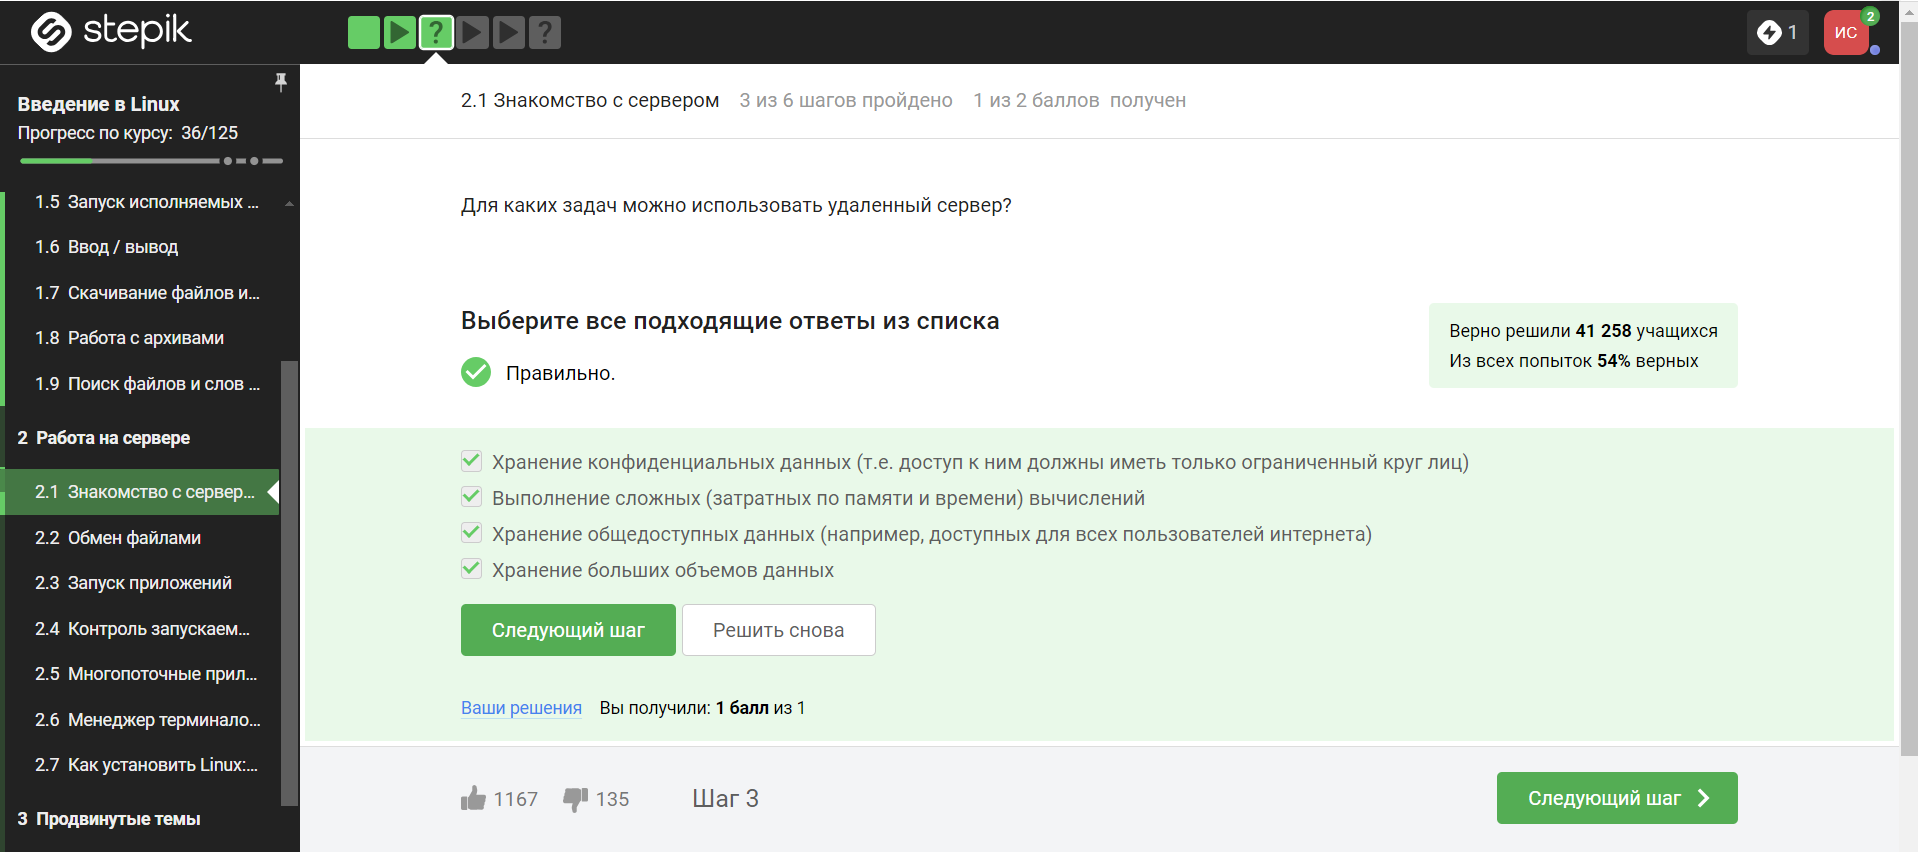 stepik
?
?
1
ИС
2
Введение в Linux
Прогресс по курсу: 36/125
1.5 Запуск исполняемых ...
1.6 Ввод / вывод
1.7 Скачивание файлов и...
1.8 Работа с архивами
1.9 Поиск файлов и слов ...
2 Работа на сервере
2.1 Знакомство с сервер...
2.2 Обмен файлами
2.3 Запуск приложений
2.4 Контроль запускаем...
2.5 Многопоточные прил...
2.6 Менеджер терминало...
2.7 Как установить Linux:...
3 Продвинутые темы
2.1 Знакомство с сервером 3 из 6 шагов пройдено 1 из 2 баллов получен
Для каких задач можно использовать удаленный сервер?
Выберите все подходящие ответы из списка
Правильно.
Верно решили 41 258 учащихся
Из всех попыток 54% верных
Хранение конфиденциальных данных (т.е. доступ к ним должны иметь только ограниченный круг лиц)
Выполнение сложных (затратных по памяти и времени) вычислений
Хранение общедоступных данных (например, доступных для всех пользователей интернета)
Хранение больших объемов данных
Следующий шаг Решить снова
Ваши решения Вы получили: 1 балл из 1
1167 135 Шаг 3 Следующий шаг